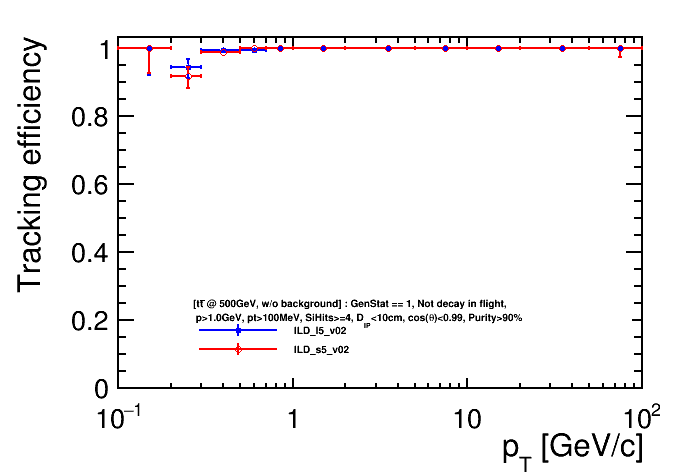 Tracking efficiency
1
0.8
0.6
0.4
0.2
0
[tt̄ @ 500GeV, w/o background] : GenStat == 1, Not decay in flight,
p>1.0GeV, pt>100MeV, SiHits>=4, D_IP<10cm, cos(θ)<0.99, Purity>90%
ILD_l5_v02
ILD_s5_v02
10⁻¹ 1 10 10²
p_T [GeV/c]